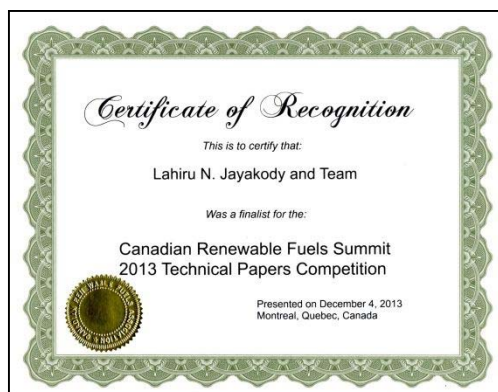 Certificate of Recognition
This is to certify that:
Lahiru N. Jayakody and Team
Was a finalist for the:
Canadian Renewable Fuels Summit
2013 Technical Papers Competition
Presented on December 4, 2013
Montreal, Quebec, Canada